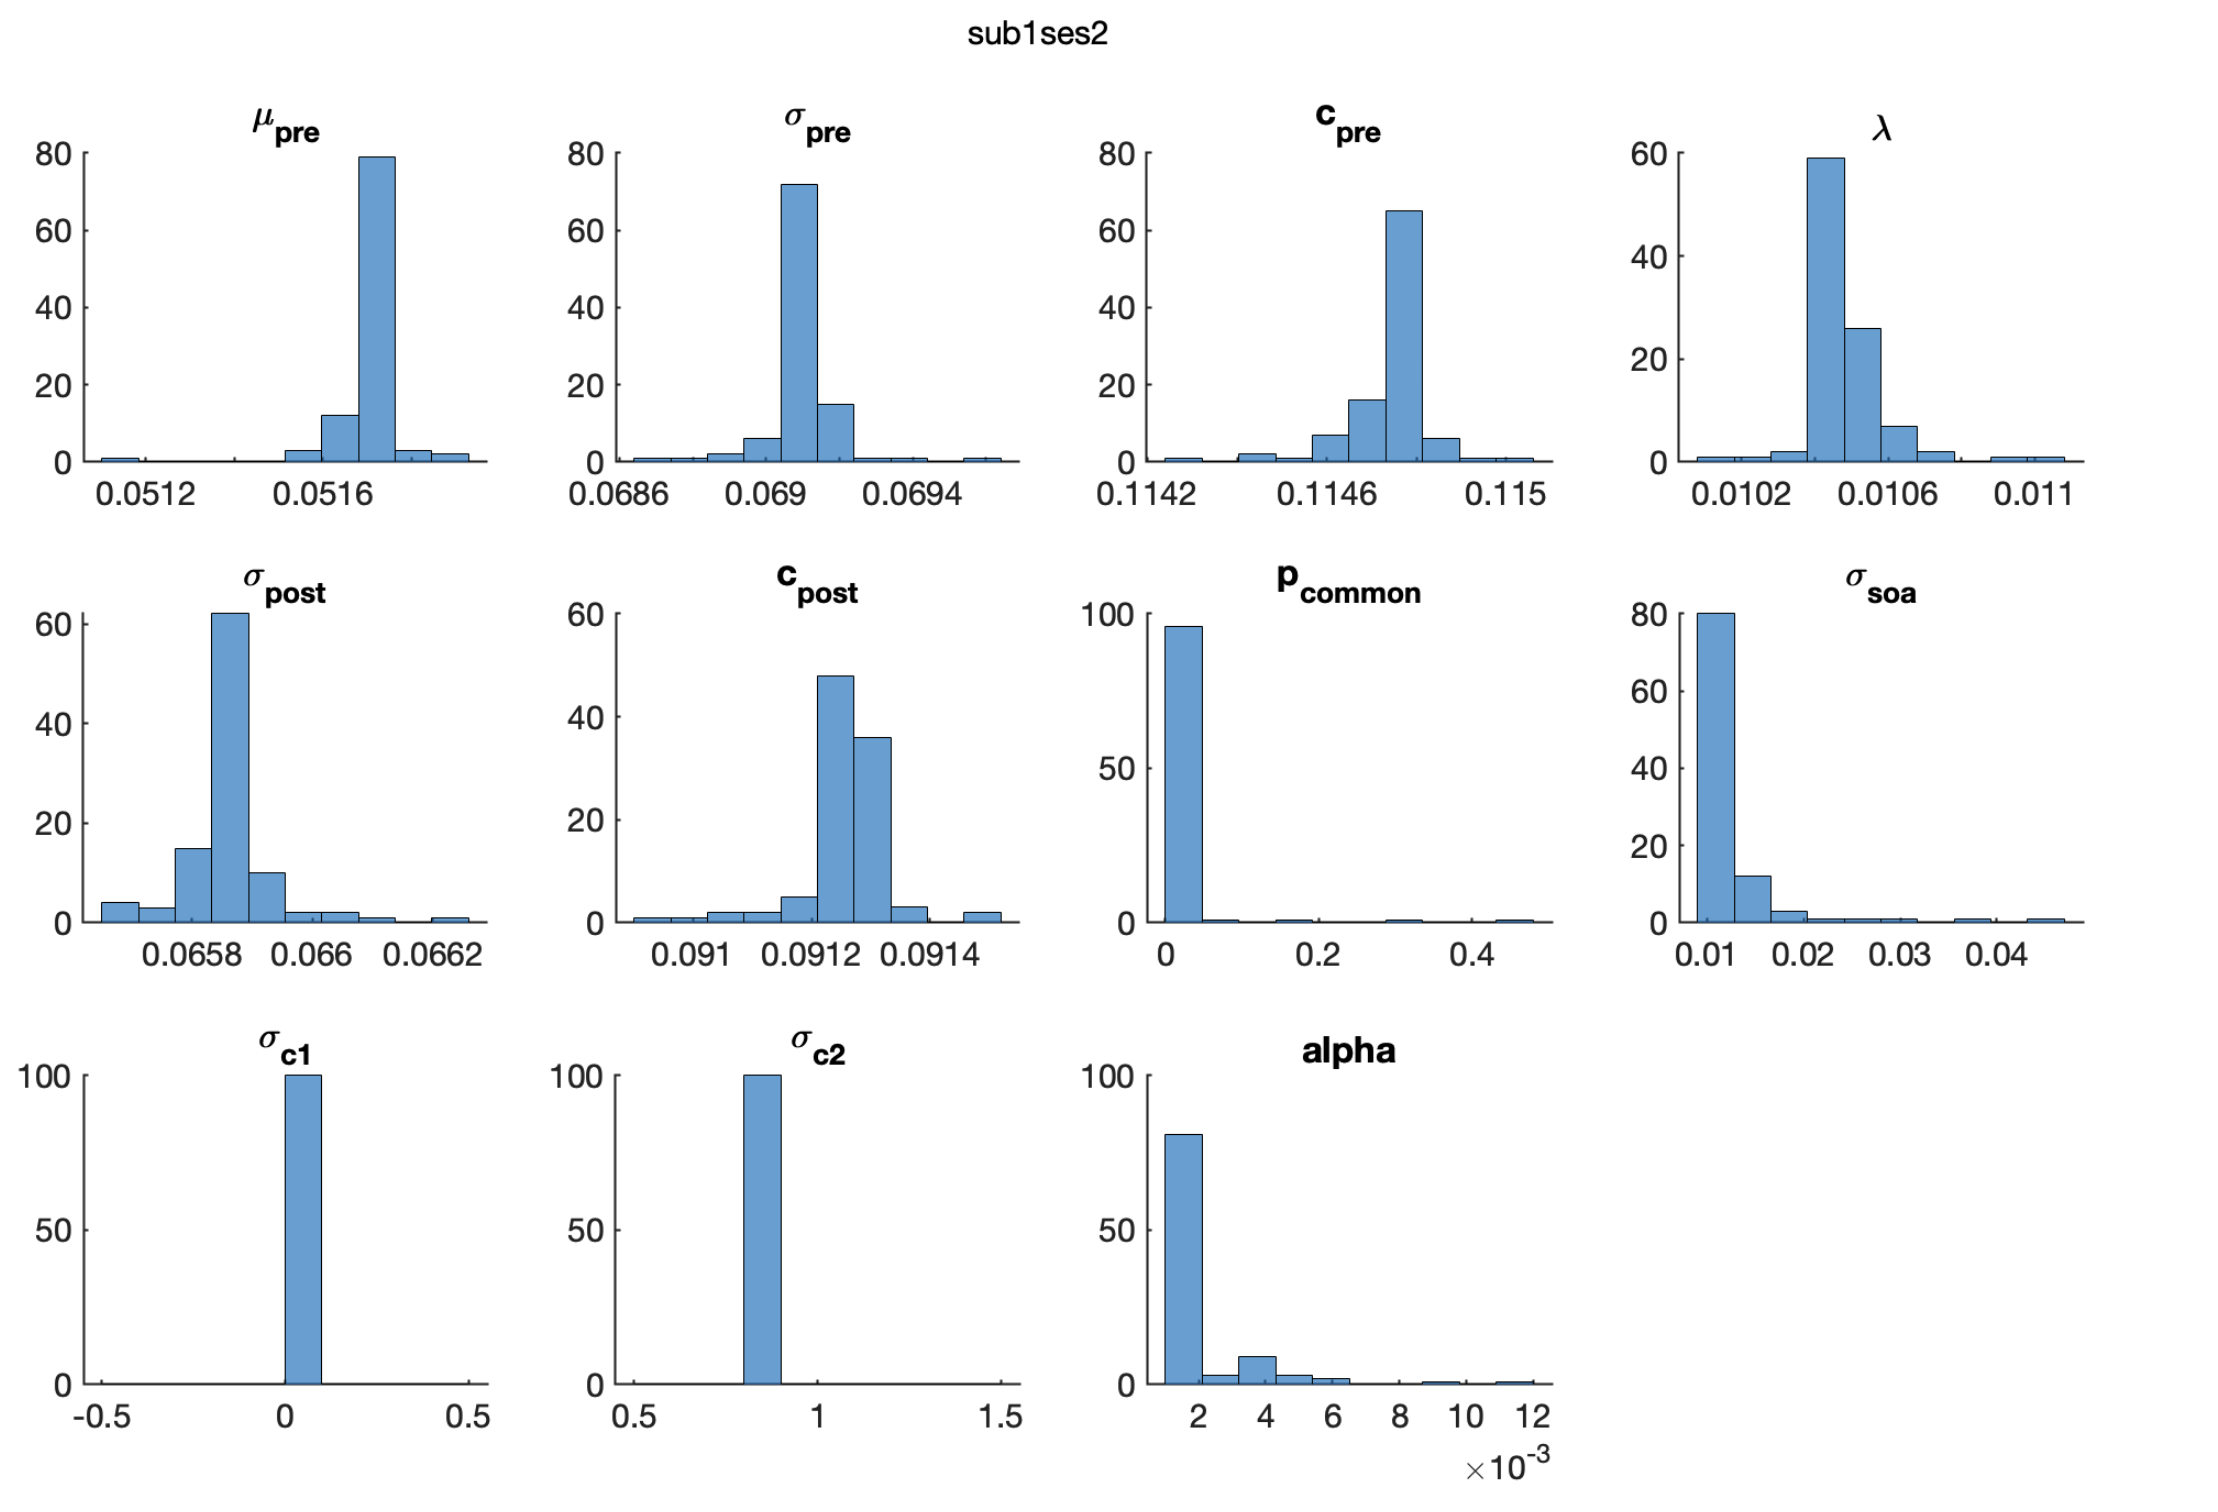 sub1ses2
μpre σpre cpre λ
80 80 80 60
60 60 60
40 40 40 40
20 20 20 20
0 0 0 0
0.0512 0.0516 0.0686 0.069 0.0694 0.1142 0.1146 0.115 0.0102 0.0106 0.011
σpost cpost pcommon σsoa
60 60 100 80
40 40 50 60
20 20 40
20
0 0 0 0
0.0658 0.066 0.0662 0.091 0.0912 0.0914 0 0.2 0.4 0.01 0.02 0.03 0.04
σc1 σc2 alpha
100 100 100
50 50 50
0 0 0
-0.5 0 0.5 0.5 1 1.5 2 4 6 8 10 12
×10-3